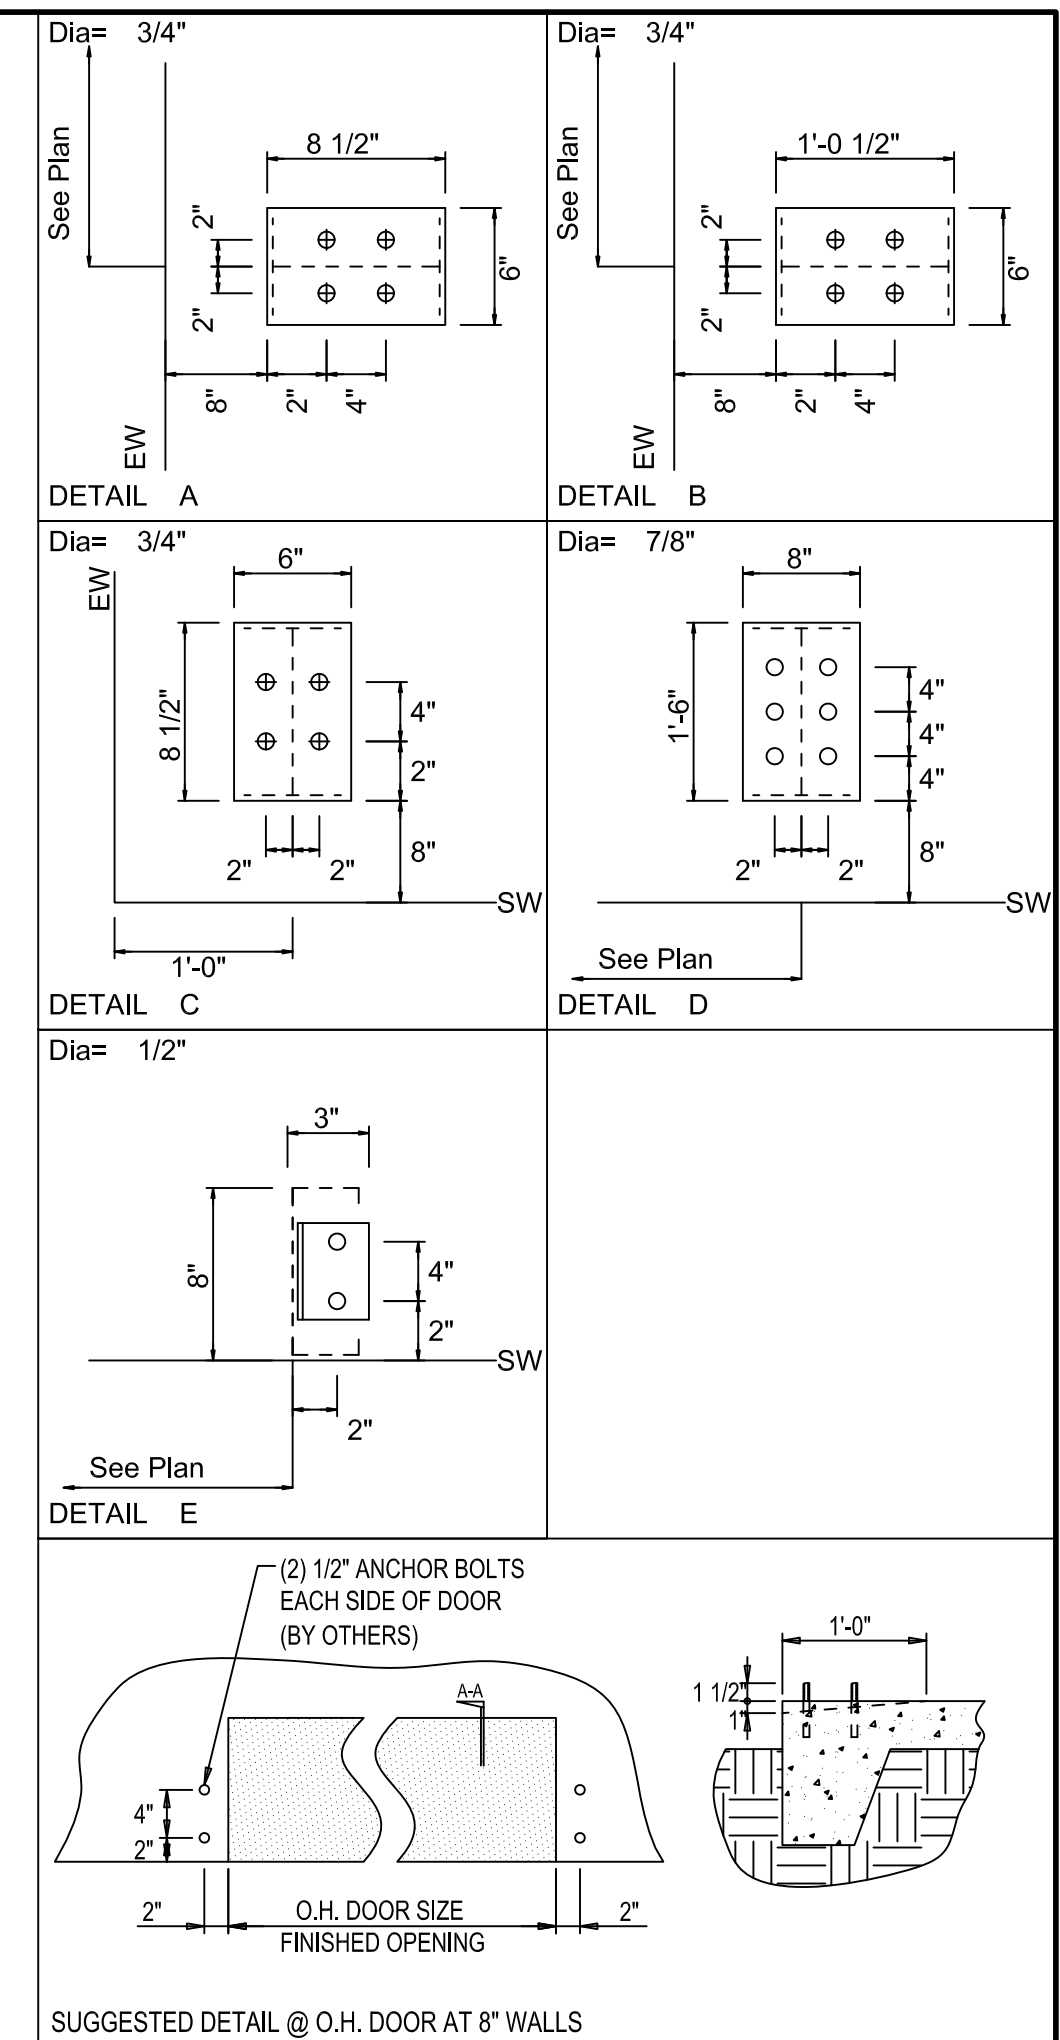 Dia= 3/4"
See Plan
8 1/2"
2"
2"
6"
8"
2"
4"
EW
DETAIL A
Dia= 3/4"
See Plan
1'-0 1/2"
2"
2"
6"
8"
2"
4"
EW
DETAIL B
Dia= 3/4"
EW
6"
8 1/2"
4"
2"
2"
2"
8"
SW
1'-0"
DETAIL C
Dia= 7/8"
8"
1'-6"
4"
4"
4"
2"
2"
8"
SW
See Plan
DETAIL D
Dia= 1/2"
3"
8"
4"
2"
SW
2"
See Plan
DETAIL E
(2) 1/2" ANCHOR BOLTS
EACH SIDE OF DOOR
(BY OTHERS)
A-A
4"
2"
2"
O.H. DOOR SIZE
FINISHED OPENING
2"
1'-0"
1 1/2"
1"
SUGGESTED DETAIL @ O.H. DOOR AT 8" WALLS